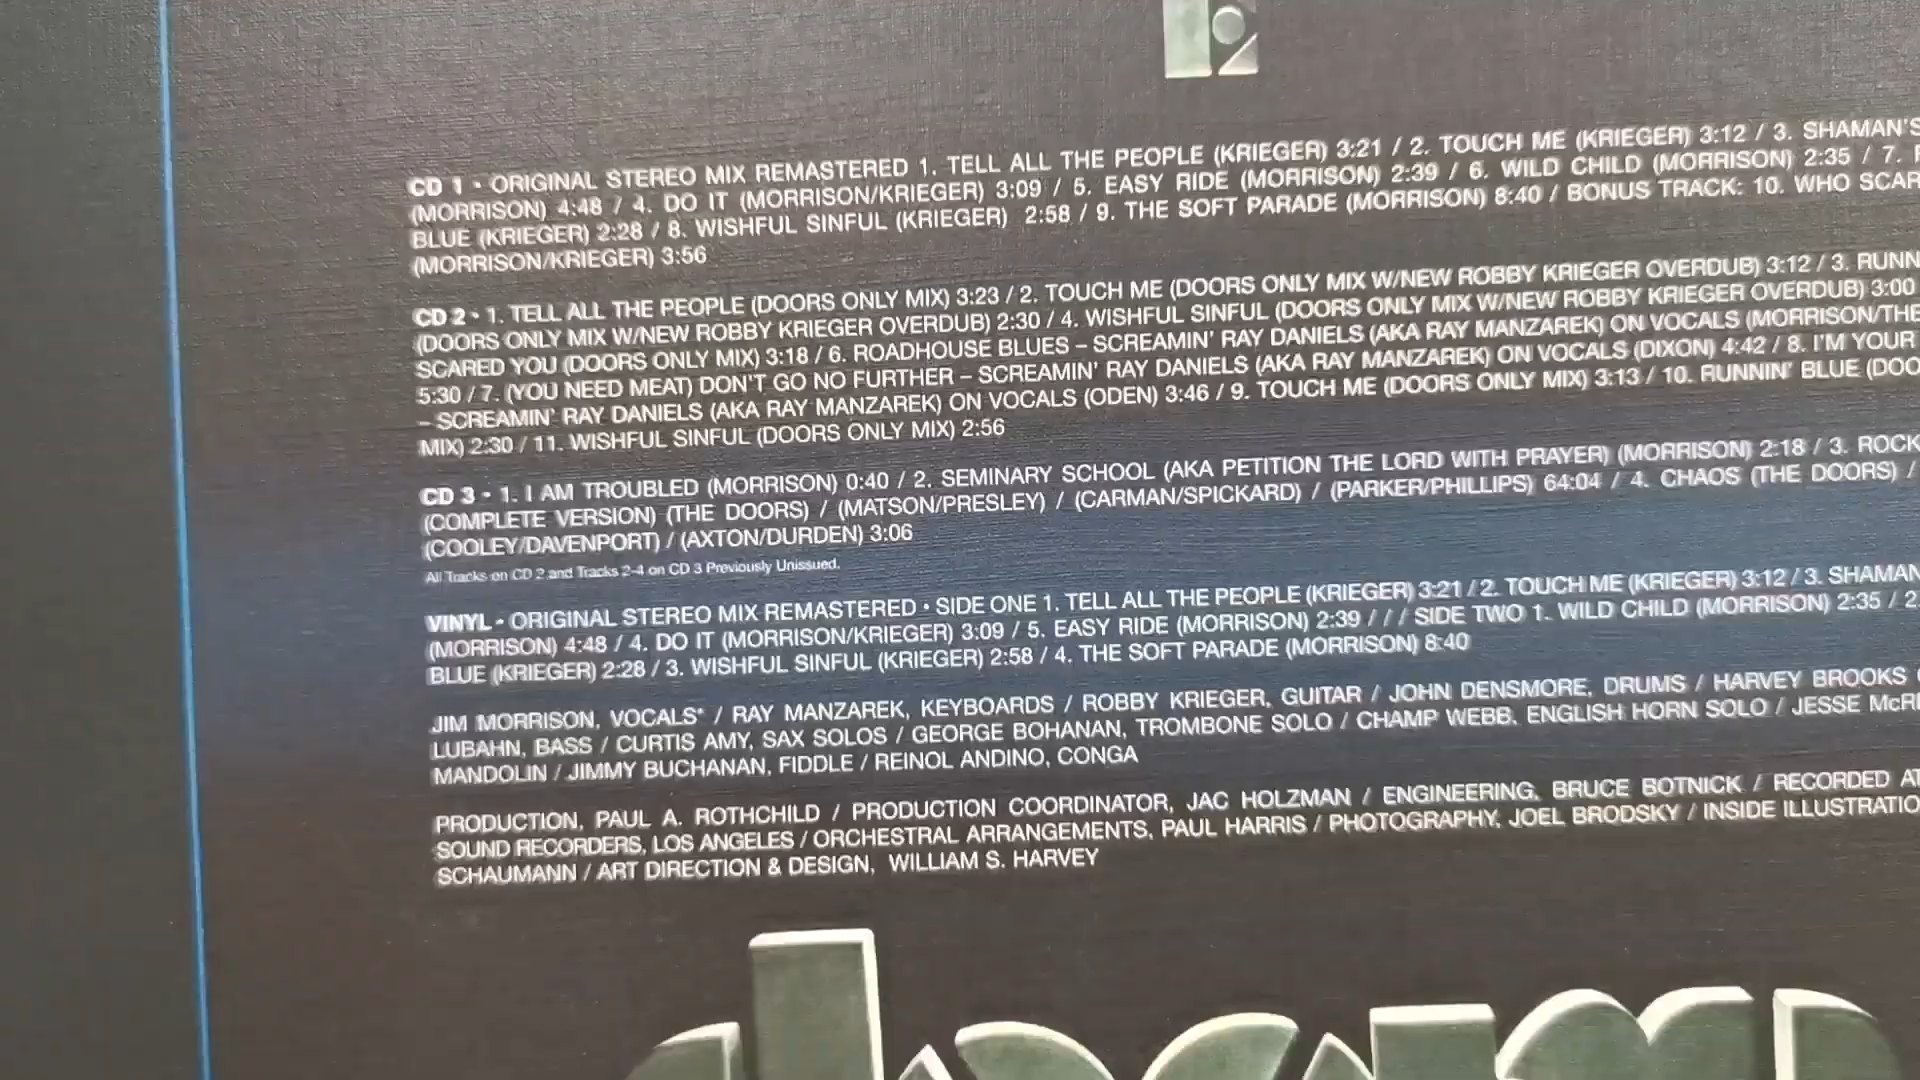 CD 1 • ORIGINAL STEREO MIX REMASTERED 1. TELL ALL THE PEOPLE (KRIEGER) 3:21 / 2. TOUCH ME (KRIEGER) 3:12 / 3. SHAMAN'S
(MORRISON) 4:48 / 4. DO IT (MORRISON/KRIEGER) 3:09 / 5. EASY RIDE (MORRISON) 2:39 / 6. WILD CHILD (MORRISON) 2:35 / 7.
BLUE (KRIEGER) 2:28 / 8. WISHFUL SINFUL (KRIEGER) 2:58 / 9. THE SOFT PARADE (MORRISON) 8:40 / BONUS TRACK: 10. WHO SCAR
(MORRISON/KRIEGER) 3:56
CD 2 • 1. TELL ALL THE PEOPLE (DOORS ONLY MIX) 3:23 / 2. TOUCH ME (DOORS ONLY MIX W/NEW ROBBY KRIEGER OVERDUB) 3:12 / 3. RUNN
(DOORS ONLY MIX W/NEW ROBBY KRIEGER OVERDUB) 2:30 / 4. WISHFUL SINFUL (DOORS ONLY MIX W/NEW ROBBY KRIEGER OVERDUB) 3:00
SCARED YOU (DOORS ONLY MIX) 3:18 / 6. ROADHOUSE BLUES – SCREAMIN' RAY DANIELS (AKA RAY MANZAREK) ON VOCALS (MORRISON/THE
5:30 / 7. (YOU NEED MEAT) DON'T GO NO FURTHER – SCREAMIN' RAY DANIELS (AKA RAY MANZAREK) ON VOCALS (DIXON) 4:42 / 8. I'M YOUR
– SCREAMIN' RAY DANIELS (AKA RAY MANZAREK) ON VOCALS (ODEN) 3:46 / 9. TOUCH ME (DOORS ONLY MIX) 3:13 / 10. RUNNIN' BLUE (DOO
MIX) 2:30 / 11. WISHFUL SINFUL (DOORS ONLY MIX) 2:56
CD 3 • 1. I AM TROUBLED (MORRISON) 0:40 / 2. SEMINARY SCHOOL (AKA PETITION THE LORD WITH PRAYER) (MORRISON) 2:18 / 3. ROCK
(COMPLETE VERSION) (THE DOORS) / (MATSON/PRESLEY) / (CARMAN/SPICKARD) / (PARKER/PHILLIPS) 64:04 / 4. CHAOS (THE DOORS) /
(COOLEY/DAVENPORT) / (AXTON/DURDEN) 3:06
All Tracks on CD 2 and Tracks 2-4 on CD 3 Previously Unissued.
VINYL • ORIGINAL STEREO MIX REMASTERED • SIDE ONE 1. TELL ALL THE PEOPLE (KRIEGER) 3:21 / 2. TOUCH ME (KRIEGER) 3:12 / 3. SHAMAN
(MORRISON) 4:48 / 4. DO IT (MORRISON/KRIEGER) 3:09 / 5. EASY RIDE (MORRISON) 2:39 / / / SIDE TWO 1. WILD CHILD (MORRISON) 2:35 / 2.
BLUE (KRIEGER) 2:28 / 3. WISHFUL SINFUL (KRIEGER) 2:58 / 4. THE SOFT PARADE (MORRISON) 8:40
JIM MORRISON, VOCALS* / RAY MANZAREK, KEYBOARDS / ROBBY KRIEGER, GUITAR / JOHN DENSMORE, DRUMS / HARVEY BROOKS
LUBAHN, BASS / CURTIS AMY, SAX SOLOS / GEORGE BOHANAN, TROMBONE SOLO / CHAMP WEBB, ENGLISH HORN SOLO / JESSE McR
MANDOLIN / JIMMY BUCHANAN, FIDDLE / REINOL ANDINO, CONGA
PRODUCTION, PAUL A. ROTHCHILD / PRODUCTION COORDINATOR, JAC HOLZMAN / ENGINEERING, BRUCE BOTNICK / RECORDED AT
SOUND RECORDERS, LOS ANGELES / ORCHESTRAL ARRANGEMENTS, PAUL HARRIS / PHOTOGRAPHY, JOEL BRODSKY / INSIDE ILLUSTRATIO
SCHAUMANN / ART DIRECTION & DESIGN, WILLIAM S. HARVEY